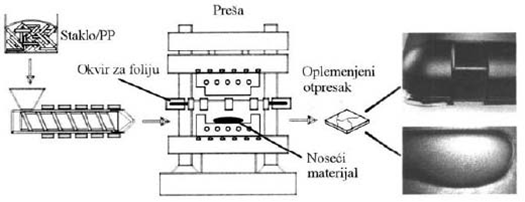 Preša
Staklo/PP
Okvir za foliju
Oplemenjeni
otpresak
Noseći
materijal